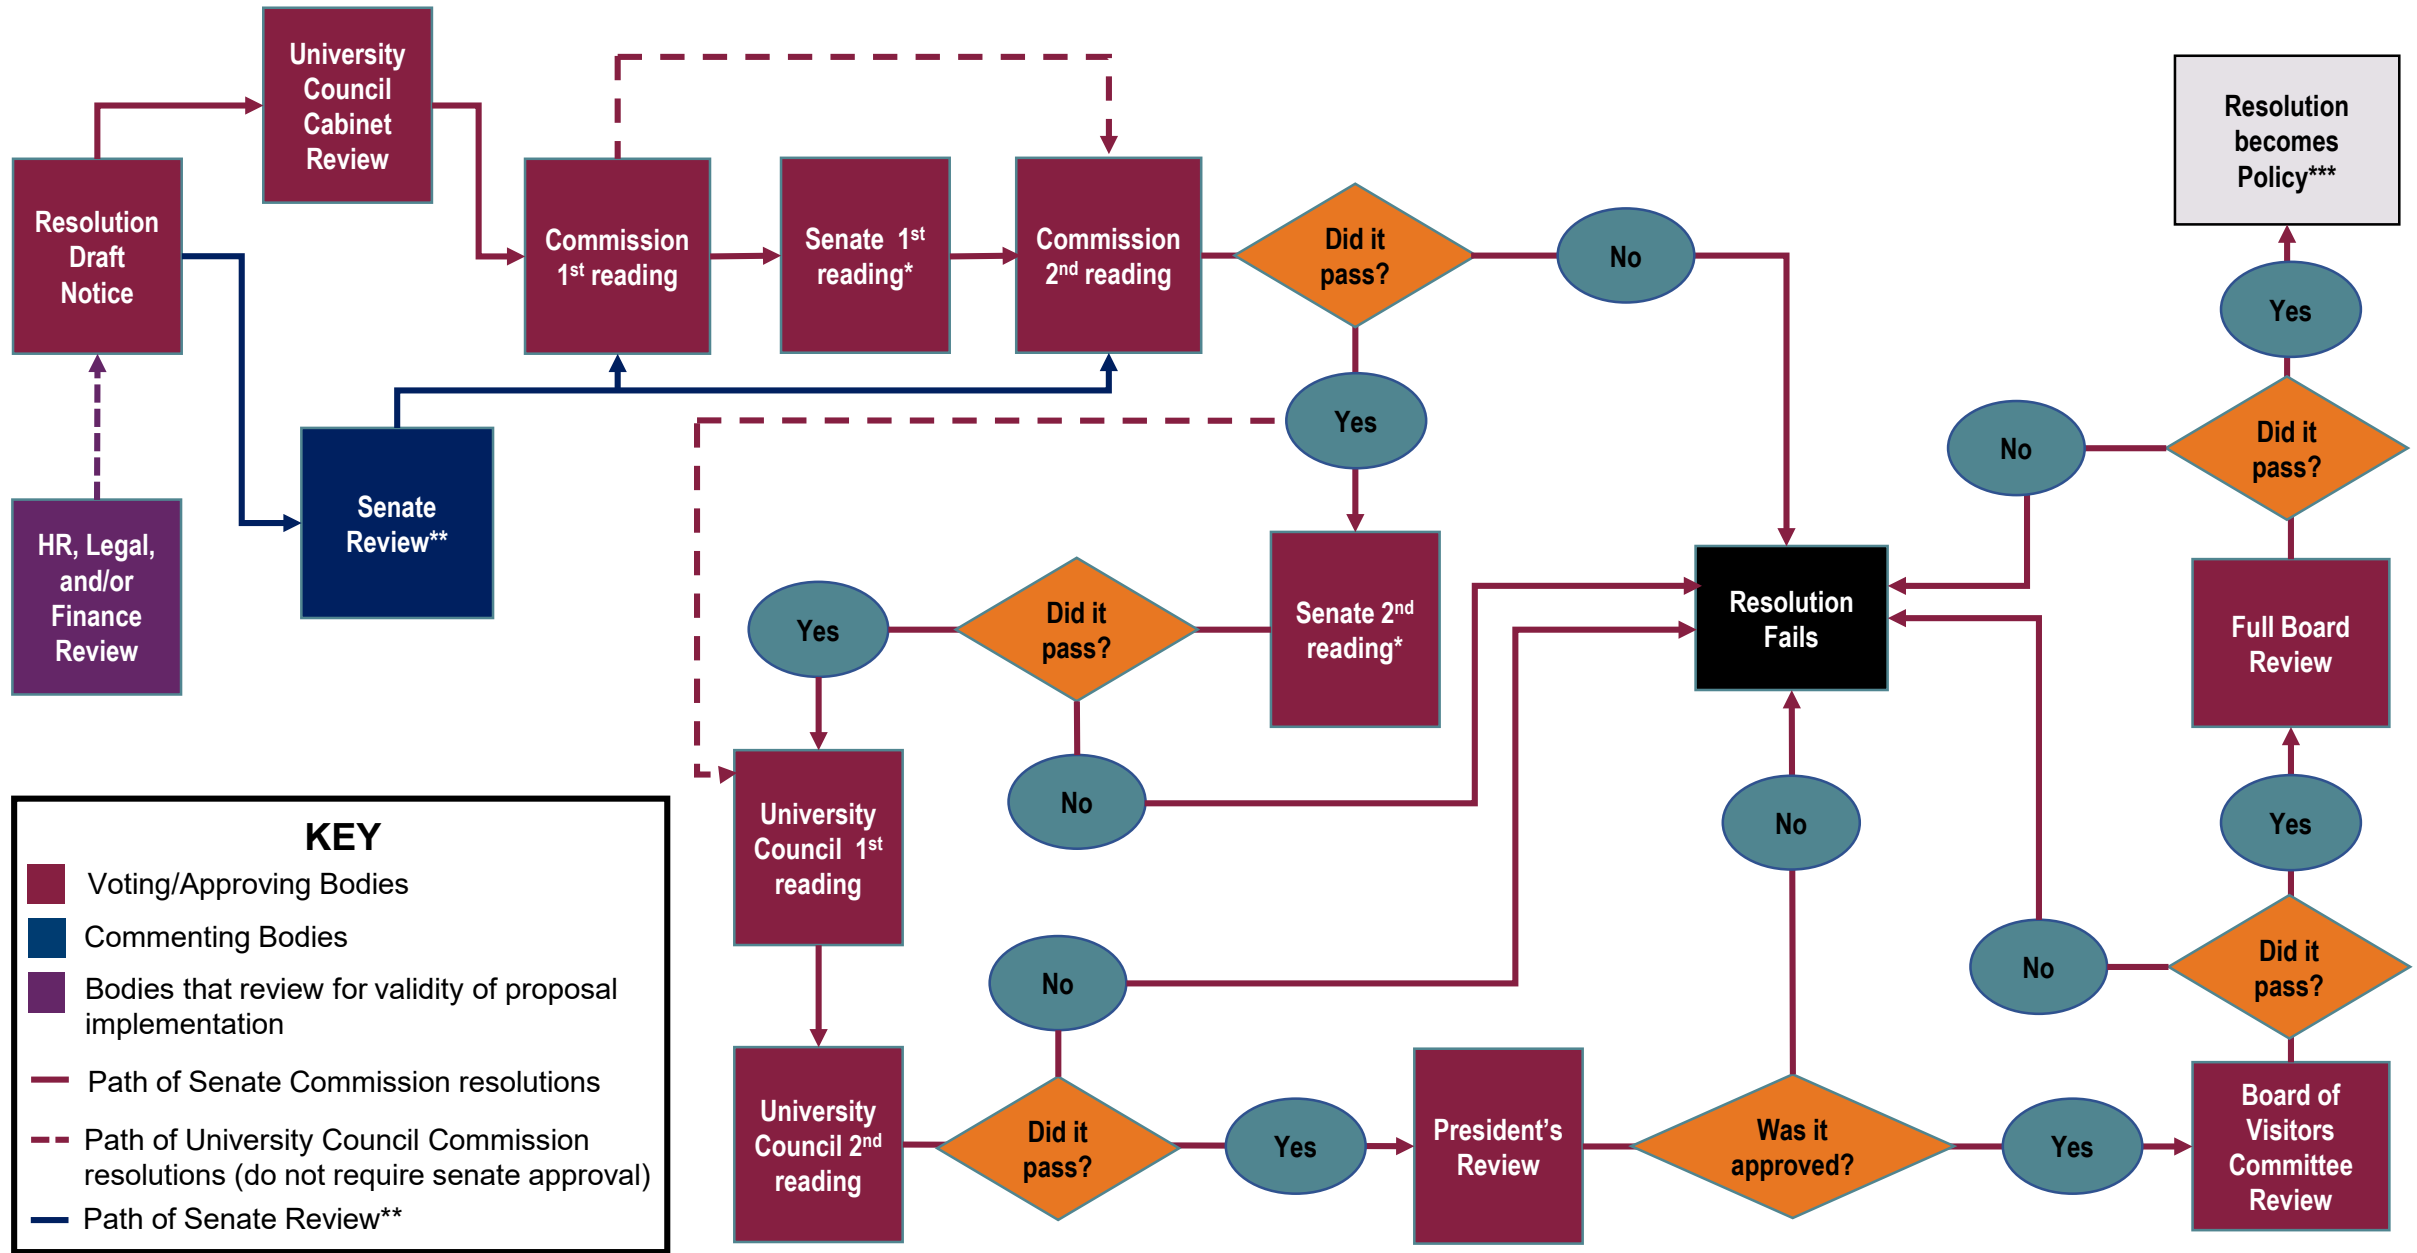 University
Council
Cabinet
Review
Resolution
Draft
Notice
HR, Legal,
and/or
Finance
Review
Senate
Review**
Commission
1st reading
Senate 1st
reading*
Commission
2nd reading
Did it
pass?
No
Yes
Senate 2nd
reading*
Did it
pass?
Yes
No
University
Council 1st
reading
University
Council 2nd
reading
Did it
pass?
No
Yes
President's
Review
Was it
approved?
No
Yes
Resolution
Fails
Board of
Visitors
Committee
Review
Did it
pass?
No
Yes
Full Board
Review
Did it
pass?
No
Yes
Resolution
becomes
Policy***
KEY
Voting/Approving Bodies
Commenting Bodies
Bodies that review for validity of proposal
implementation
Path of Senate Commission resolutions
Path of University Council Commission
resolutions (do not require senate approval)
Path of Senate Review**